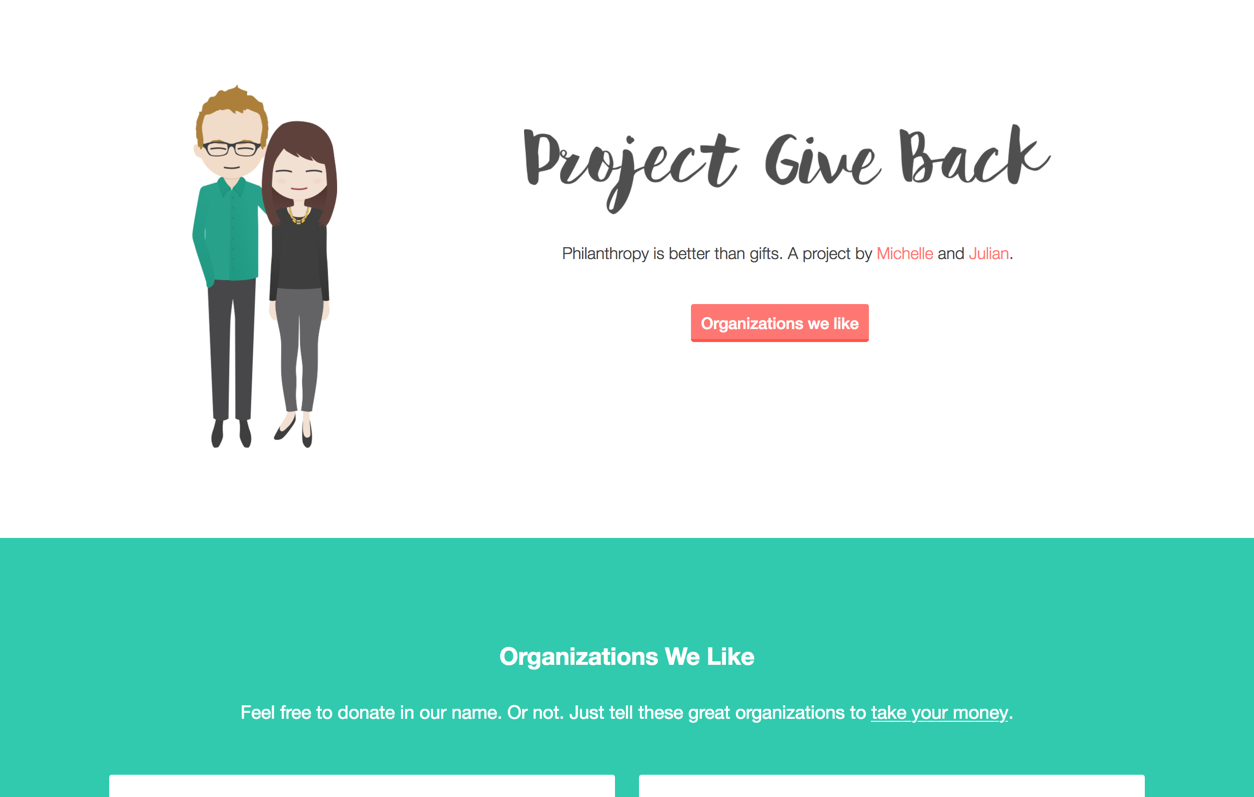 Project Give Back
Philanthropy is better than gifts. A project by Michelle and Julian.
Organizations we like
Organizations We Like
Feel free to donate in our name. Or not. Just tell these great organizations to take your money.